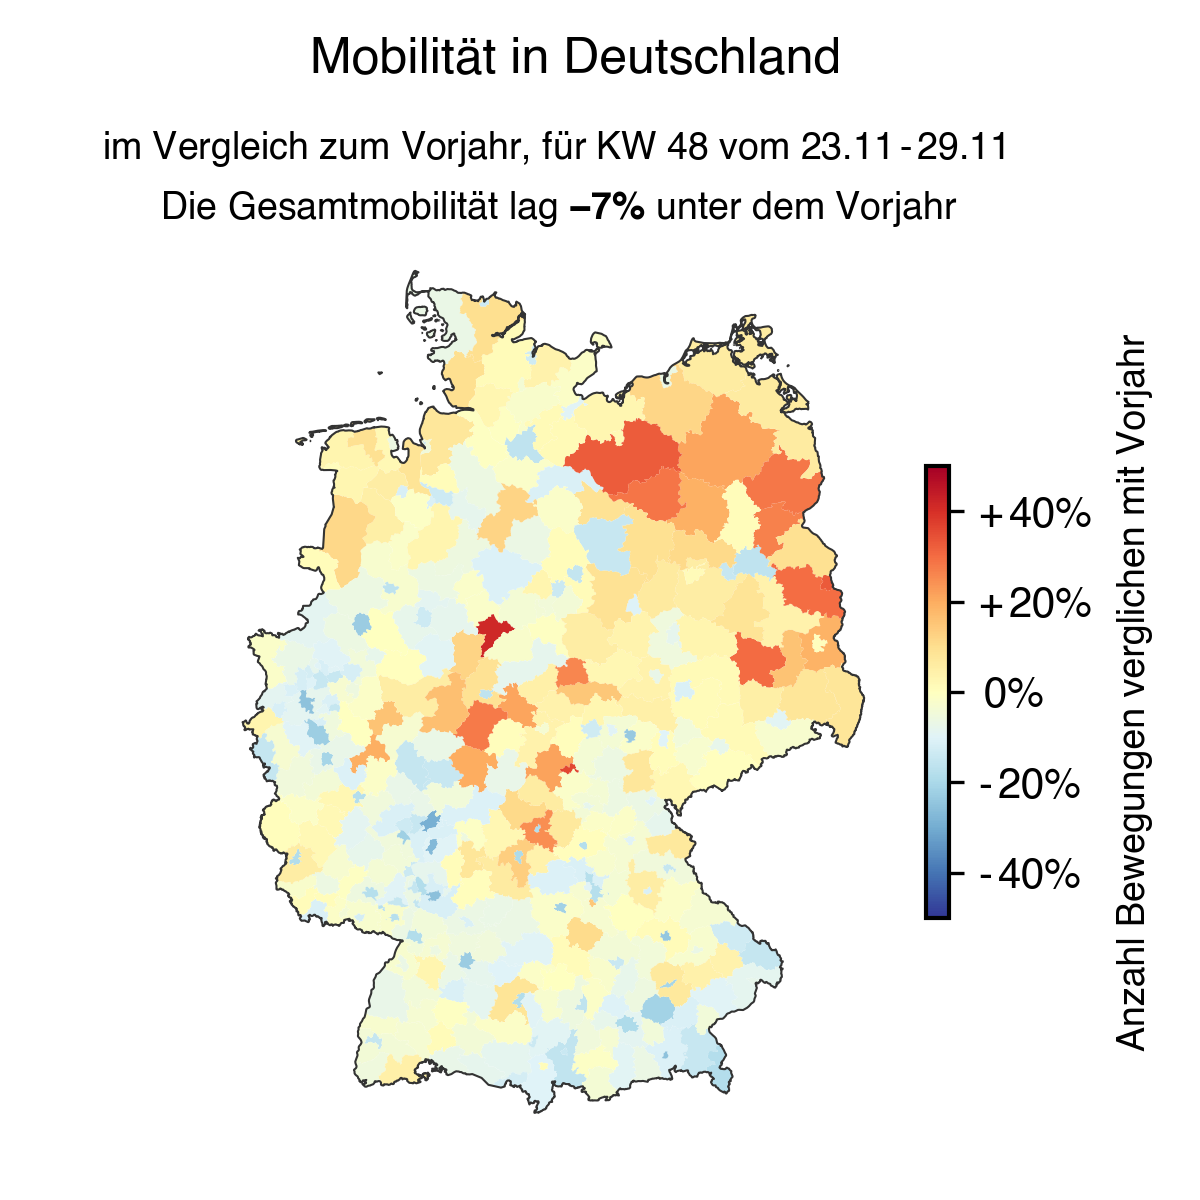 Mobilität in Deutschland
im Vergleich zum Vorjahr, für KW 48 vom 23.11-29.11
Die Gesamtmobilität lag –7% unter dem Vorjahr
+40%
+20%
0%
-20%
-40%
Anzahl Bewegungen verglichen mit Vorjahr